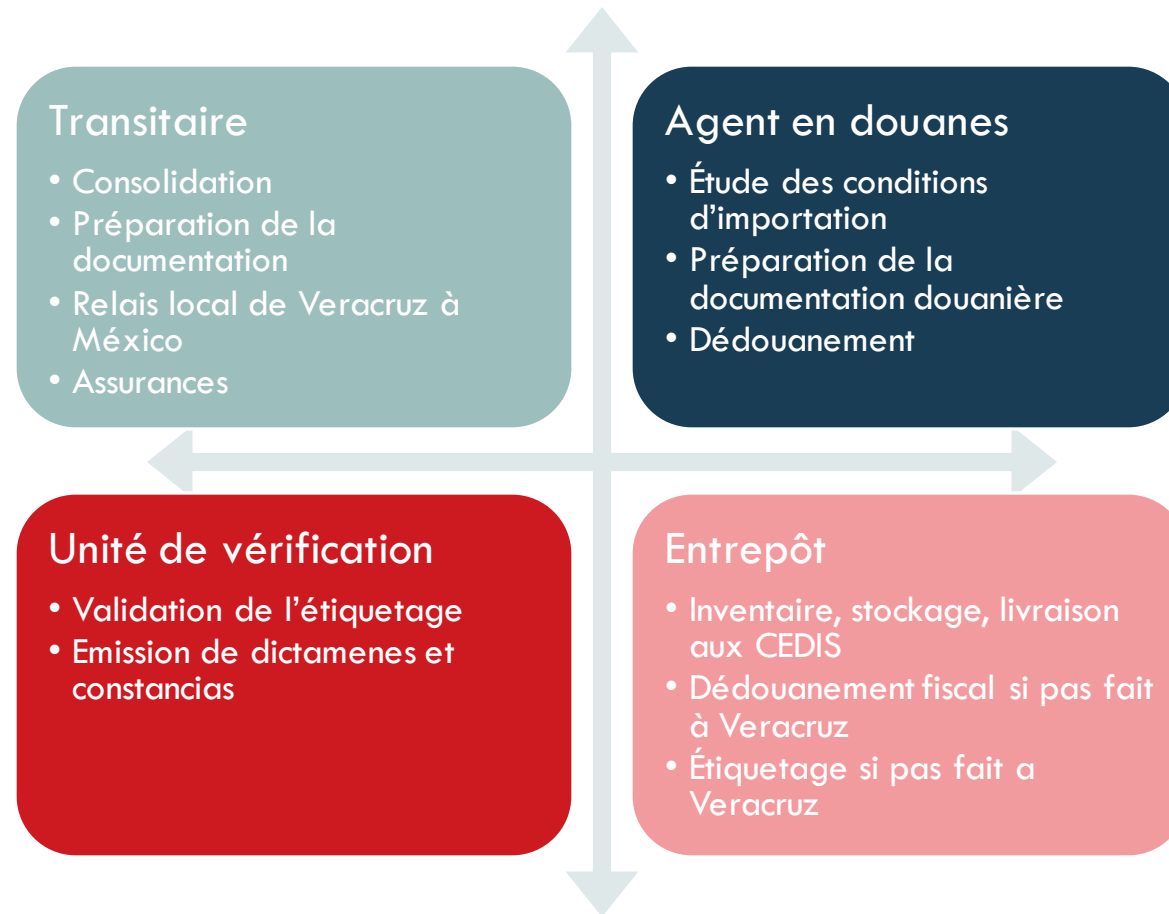 Transitaire
• Consolidation
• Préparation de la
documentation
• Relais local de Veracruz à
México
• Assurances
Agent en douanes
• Étude des conditions
d’importation
• Préparation de la
documentation douanière
• Dédouanement
Unité de vérification
• Validation de l’étiquetage
• Emission de dictamenes et
constancias
Entrepôt
• Inventaire, stockage, livraison
aux CEDIS
• Dédouanement fiscal si pas fait
à Veracruz
• Étiquetage si pas fait a
Veracruz